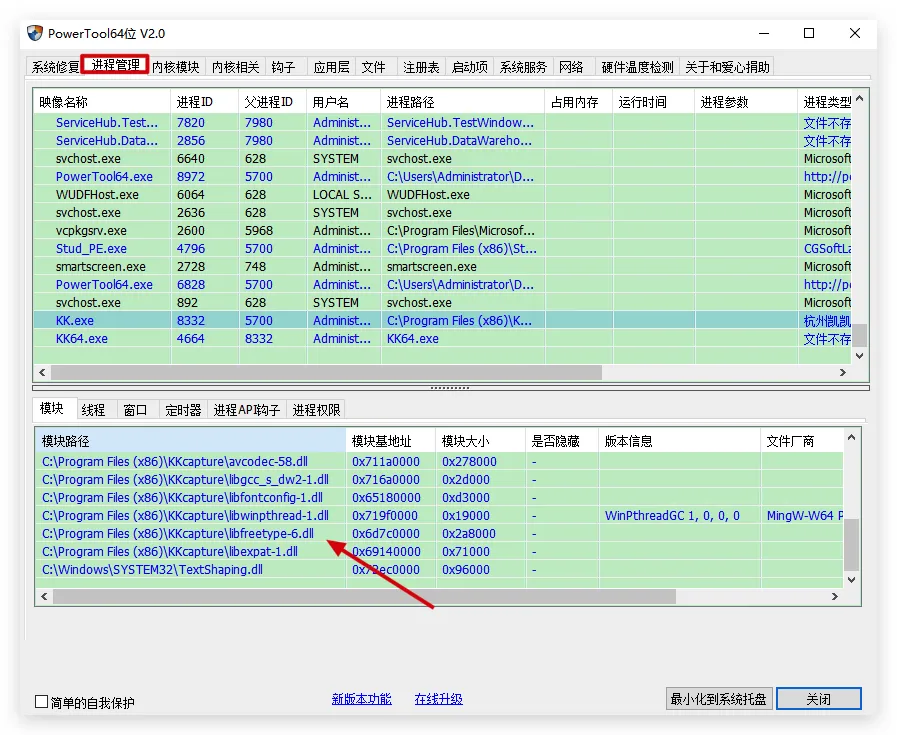 PowerTool64位 V2.0
系统修复 进程管理 内核模块 内核相关 钩子 应用层 文件 注册表 启动项 系统服务 网络 硬件温度检测 关于和爱心捐助
映像名称 进程ID 父进程ID 用户名 进程路径 占用内存 运行时间 进程参数 进程类型
ServiceHub.Test... 7820 7980 Administ... ServiceHub.TestWindow... 文件不存
ServiceHub.Data... 2856 7980 Administ... ServiceHub.DataWareho... 文件不存
svchost.exe 6640 628 SYSTEM svchost.exe Microsoft
PowerTool64.exe 8972 5700 Administ... C:\Users\Administrator\D... http://p
WUDFHost.exe 6064 628 LOCAL S... WUDFHost.exe Microsoft
svchost.exe 2636 628 SYSTEM svchost.exe Microsoft
vcpkgsrv.exe 2600 5968 Administ... C:\Program Files\Microsof... Microsoft
Stud_PE.exe 4796 5700 Administ... C:\Program Files (x86)\St... CGSoftLa
smartscreen.exe 2728 748 Administ... smartscreen.exe Microsoft
PowerTool64.exe 6828 5700 Administ... C:\Users\Administrator\D... http://p
svchost.exe 892 628 SYSTEM svchost.exe Microsoft
KK.exe 8332 5700 Administ... C:\Program Files (x86)\K... 杭州凯凯
KK64.exe 4664 8332 Administ... KK64.exe 文件不存
模块 线程 窗口 定时器 进程API钩子 进程权限
模块路径 模块基地址 模块大小 是否隐藏 版本信息 文件厂商
C:\Program Files (x86)\KKcapture\avcodec-58.dll 0x711a0000 0x278000 -
C:\Program Files (x86)\KKcapture\libgcc_s_dw2-1.dll 0x716a0000 0x2d000 -
C:\Program Files (x86)\KKcapture\libfontconfig-1.dll 0x65180000 0xd3000 -
C:\Program Files (x86)\KKcapture\libwinpthread-1.dll 0x719f0000 0x19000 - WinPthreadGC 1, 0, 0, 0 MingW-W64 P
C:\Program Files (x86)\KKcapture\libfreetype-6.dll 0x6d7c0000 0x2a8000 -
C:\Program Files (x86)\KKcapture\libexpat-1.dll 0x69140000 0x71000 -
C:\Windows\SYSTEM32\TextShaping.dll 0x72ec0000 0x96000 -
简单的自我保护 新版本功能 在线升级 最小化到系统托盘 关闭